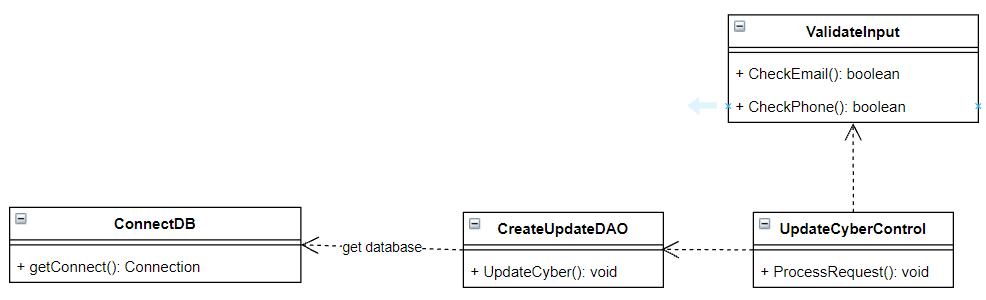 ValidateInput
+ CheckEmail(): boolean
+ CheckPhone(): boolean
ConnectDB
+ getConnect(): Connection
get database
CreateUpdateDAO
+ UpdateCyber(): void
UpdateCyberControl
+ ProcessRequest(): void